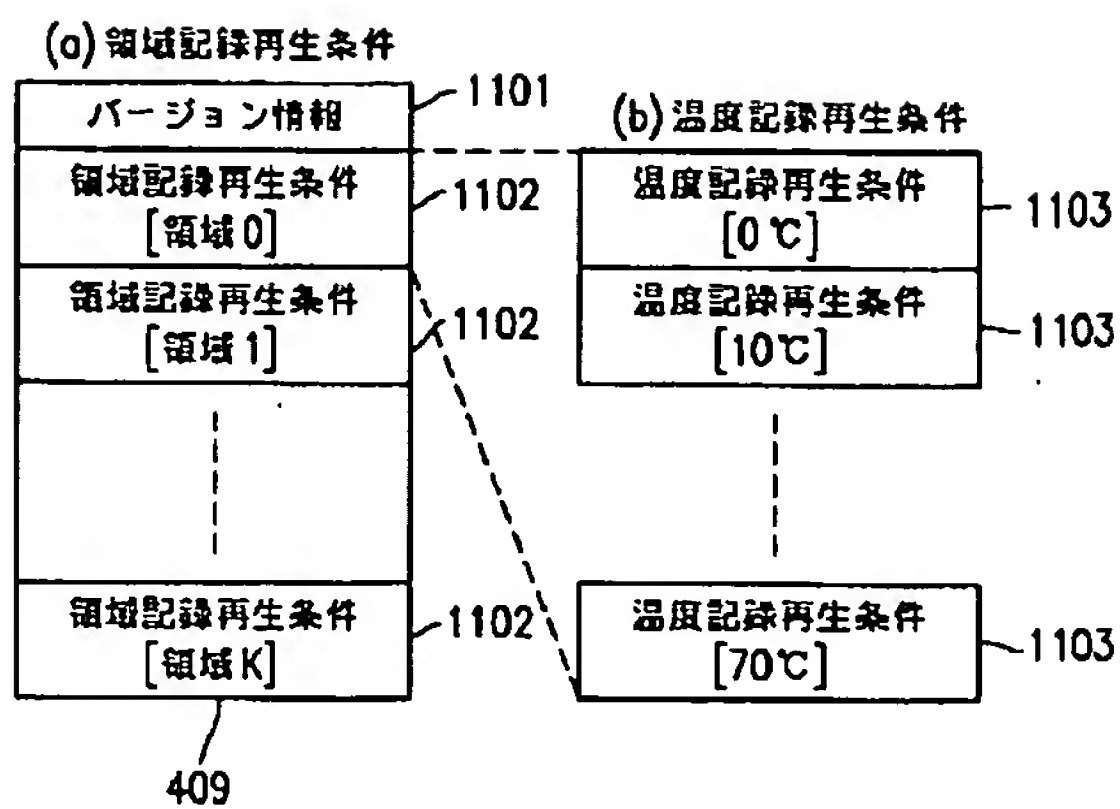 (a) 領域記録再生条件
バージョン情報
1101
領域記録再生条件
[領域0]
1102
領域記録再生条件
[領域1]
1102
領域記録再生条件
[領域K]
1102
409
(b) 温度記録再生条件
温度記録再生条件
[0℃]
1103
温度記録再生条件
[10℃]
1103
温度記録再生条件
[70℃]
1103